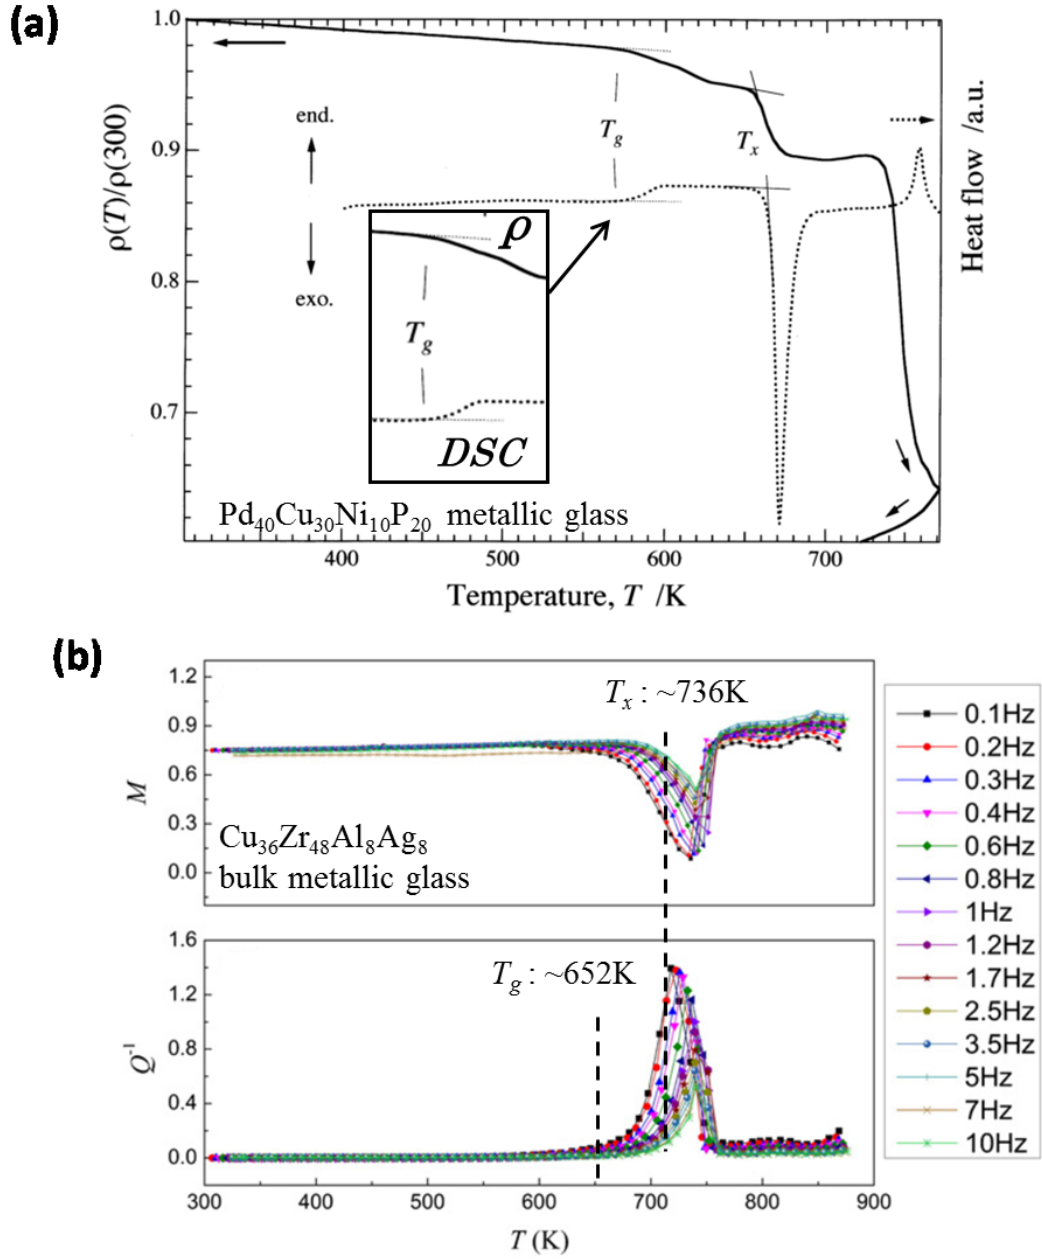 (a)
1.0
0.9
0.8
0.7
ρ(T)/ρ(300)
end.
exo.
T_g
T_x
Heat flow /a.u.
ρ
T_g
DSC
Pd₄₀Cu₃₀Ni₁₀P₂₀ metallic glass
400
500
600
700
Temperature, T /K
(b)
1.2
0.9
0.6
0.3
0.0
M
T_x : ~736K
Cu₃₆Zr₄₈Al₈Ag₈
bulk metallic glass
1.6
1.2
0.8
0.4
0.0
Q⁻¹
T_g : ~652K
300
400
500
600
700
800
900
T (K)
0.1Hz
0.2Hz
0.3Hz
0.4Hz
0.6Hz
0.8Hz
1Hz
1.2Hz
1.7Hz
2.5Hz
3.5Hz
5Hz
7Hz
10Hz